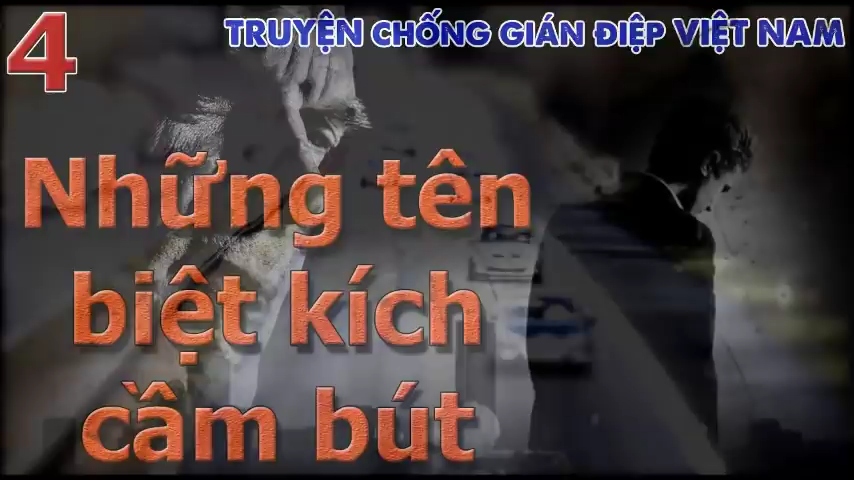 4
TRUYỆN CHỐNG GIÁN ĐIỆP VIỆT NAM
Những tên
biệt kích
cầm bút